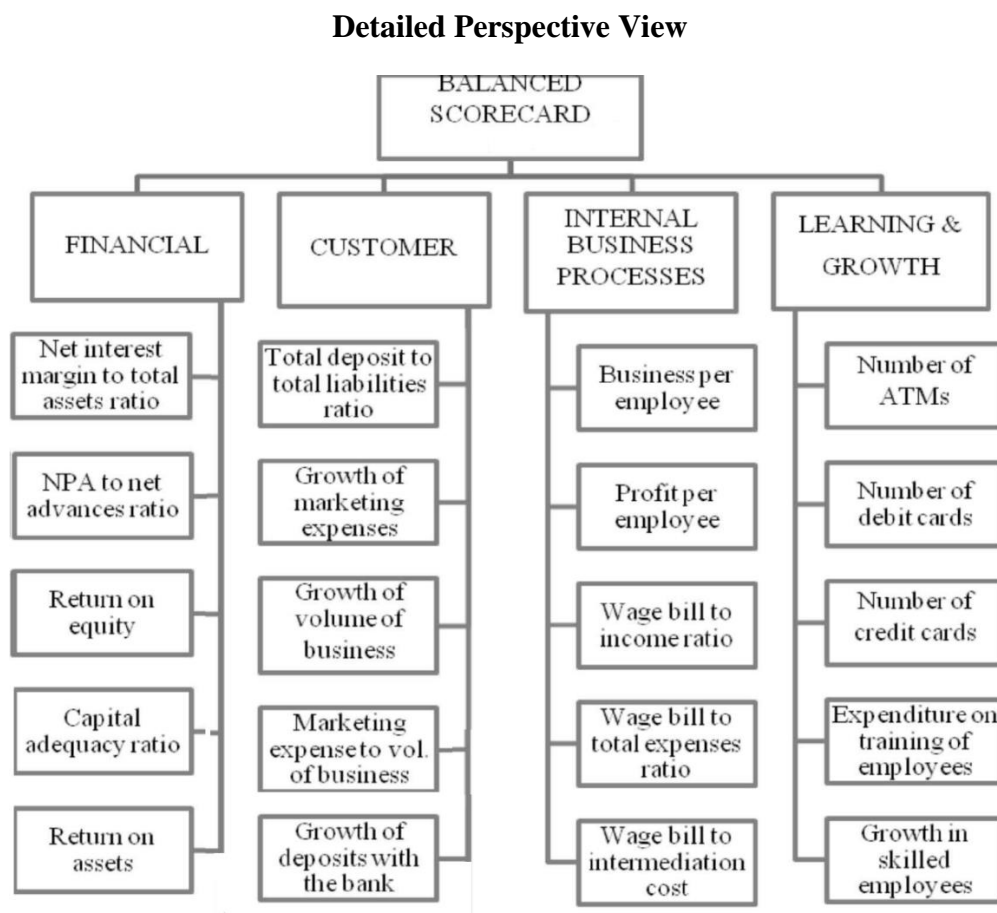 Detailed Perspective View
BALANCED
SCORECARD
FINANCIAL
CUSTOMER
INTERNAL
BUSINESS
PROCESSES
LEARNING &
GROWTH
Net interest
margin to total
assets ratio
NPA to net
advances ratio
Return on
equity
Capital
adequacy ratio
Return on
assets
Total deposit to
total liabilities
ratio
Growth of
marketing
expenses
Growth of
volume of
business
Marketing
expense to vol.
of business
Growth of
deposits with
the bank
Business per
employee
Profit per
employee
Wage bill to
income ratio
Wage bill to
total expenses
ratio
Wage bill to
intermediation
cost
Number of
ATMs
Number of
debit cards
Number of
credit cards
Expenditure on
training of
employees
Growth in
skilled
employees